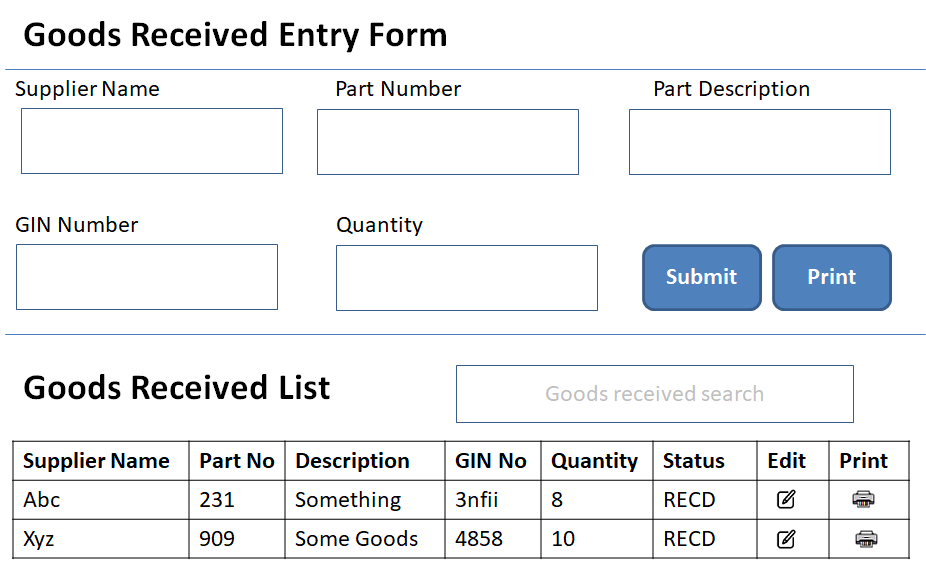 Goods Received Entry Form
Supplier Name Part Number Part Description
GIN Number Quantity
Submit Print
Goods Received List
Goods received search
Supplier Name Part No Description GIN No Quantity Status Edit Print
Abc 231 Something 3nfii 8 RECD
Xyz 909 Some Goods 4858 10 RECD